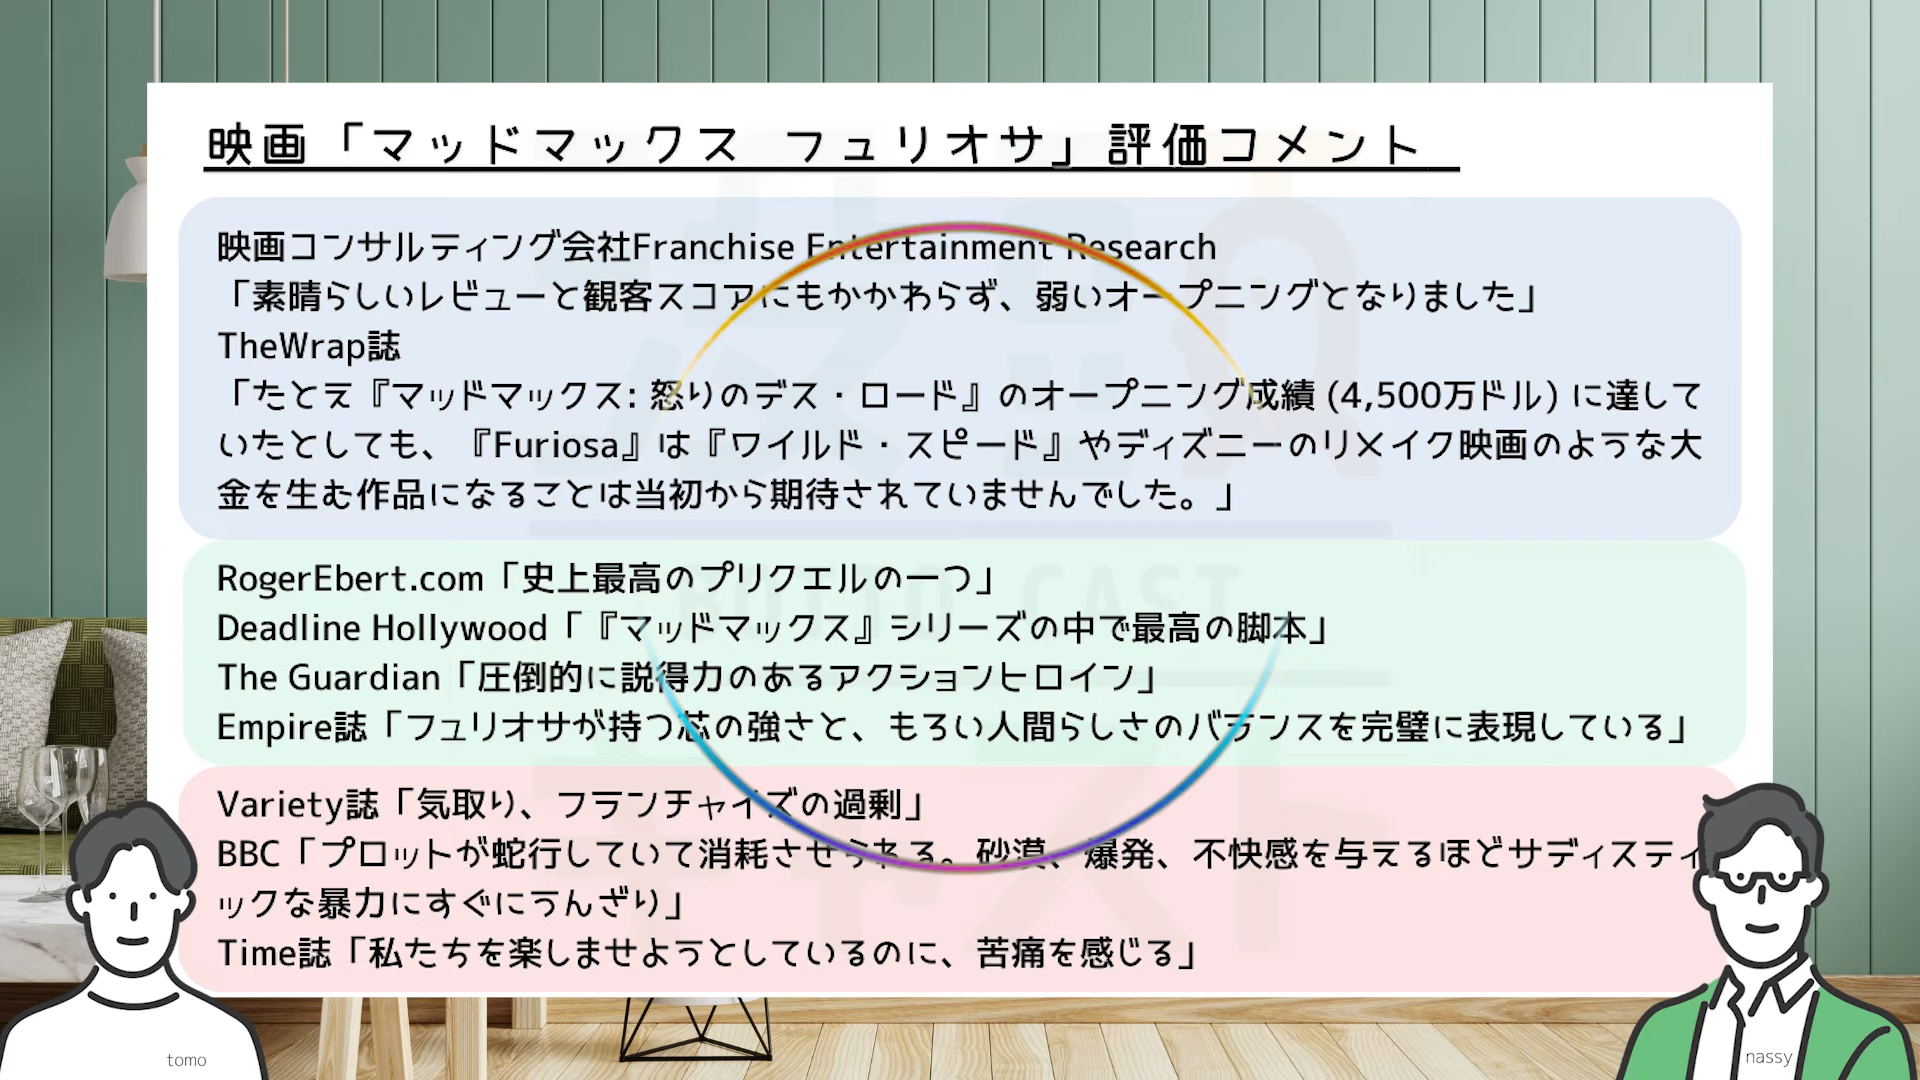 映画「マッドマックス フュリオサ」評価コメント
映画コンサルティング会社Franchise Entertainment Research
「素晴らしいレビューと観客スコアにもかかわらず、弱いオープニングとなりました」
TheWrap誌
「たとえ『マッドマックス: 怒りのデス・ロード』のオープニング成績 (4,500万ドル) に達して
いたとしても、『Furiosa』は『ワイルド・スピード』やディズニーのリメイク映画のような大
金を生む作品になることは当初から期待されていませんでした。」
RogerEbert.com「史上最高のプリクエルの一つ」
Deadline Hollywood「『マッドマックス』シリーズの中で最高の脚本」
The Guardian「圧倒的に説得力のあるアクションヒロイン」
Empire誌「フュリオサが持つ芯の強さと、もろい人間らしさのバランスを完璧に表現している」
Variety誌「気取り、フランチャイズの過剰」
BBC「プロットが蛇行していて消耗させられる。砂漠、爆発、不快感を与えるほどサディスティ
ックな暴力にすぐにうんざり」
Time誌「私たちを楽しませようとしているのに、苦痛を感じる」
tomo
nassy